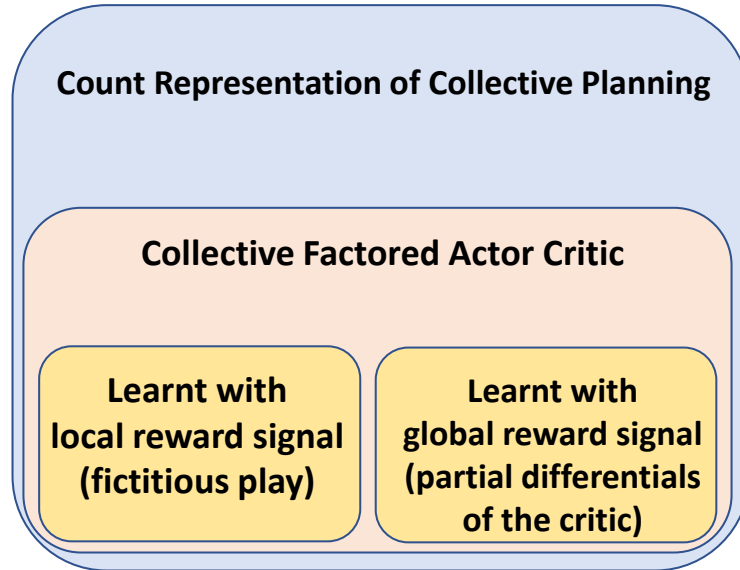 Count Representation of Collective Planning
Collective Factored Actor Critic
Learnt with
local reward signal
(fictitious play)
Learnt with
global reward signal
(partial differentials
of the critic)